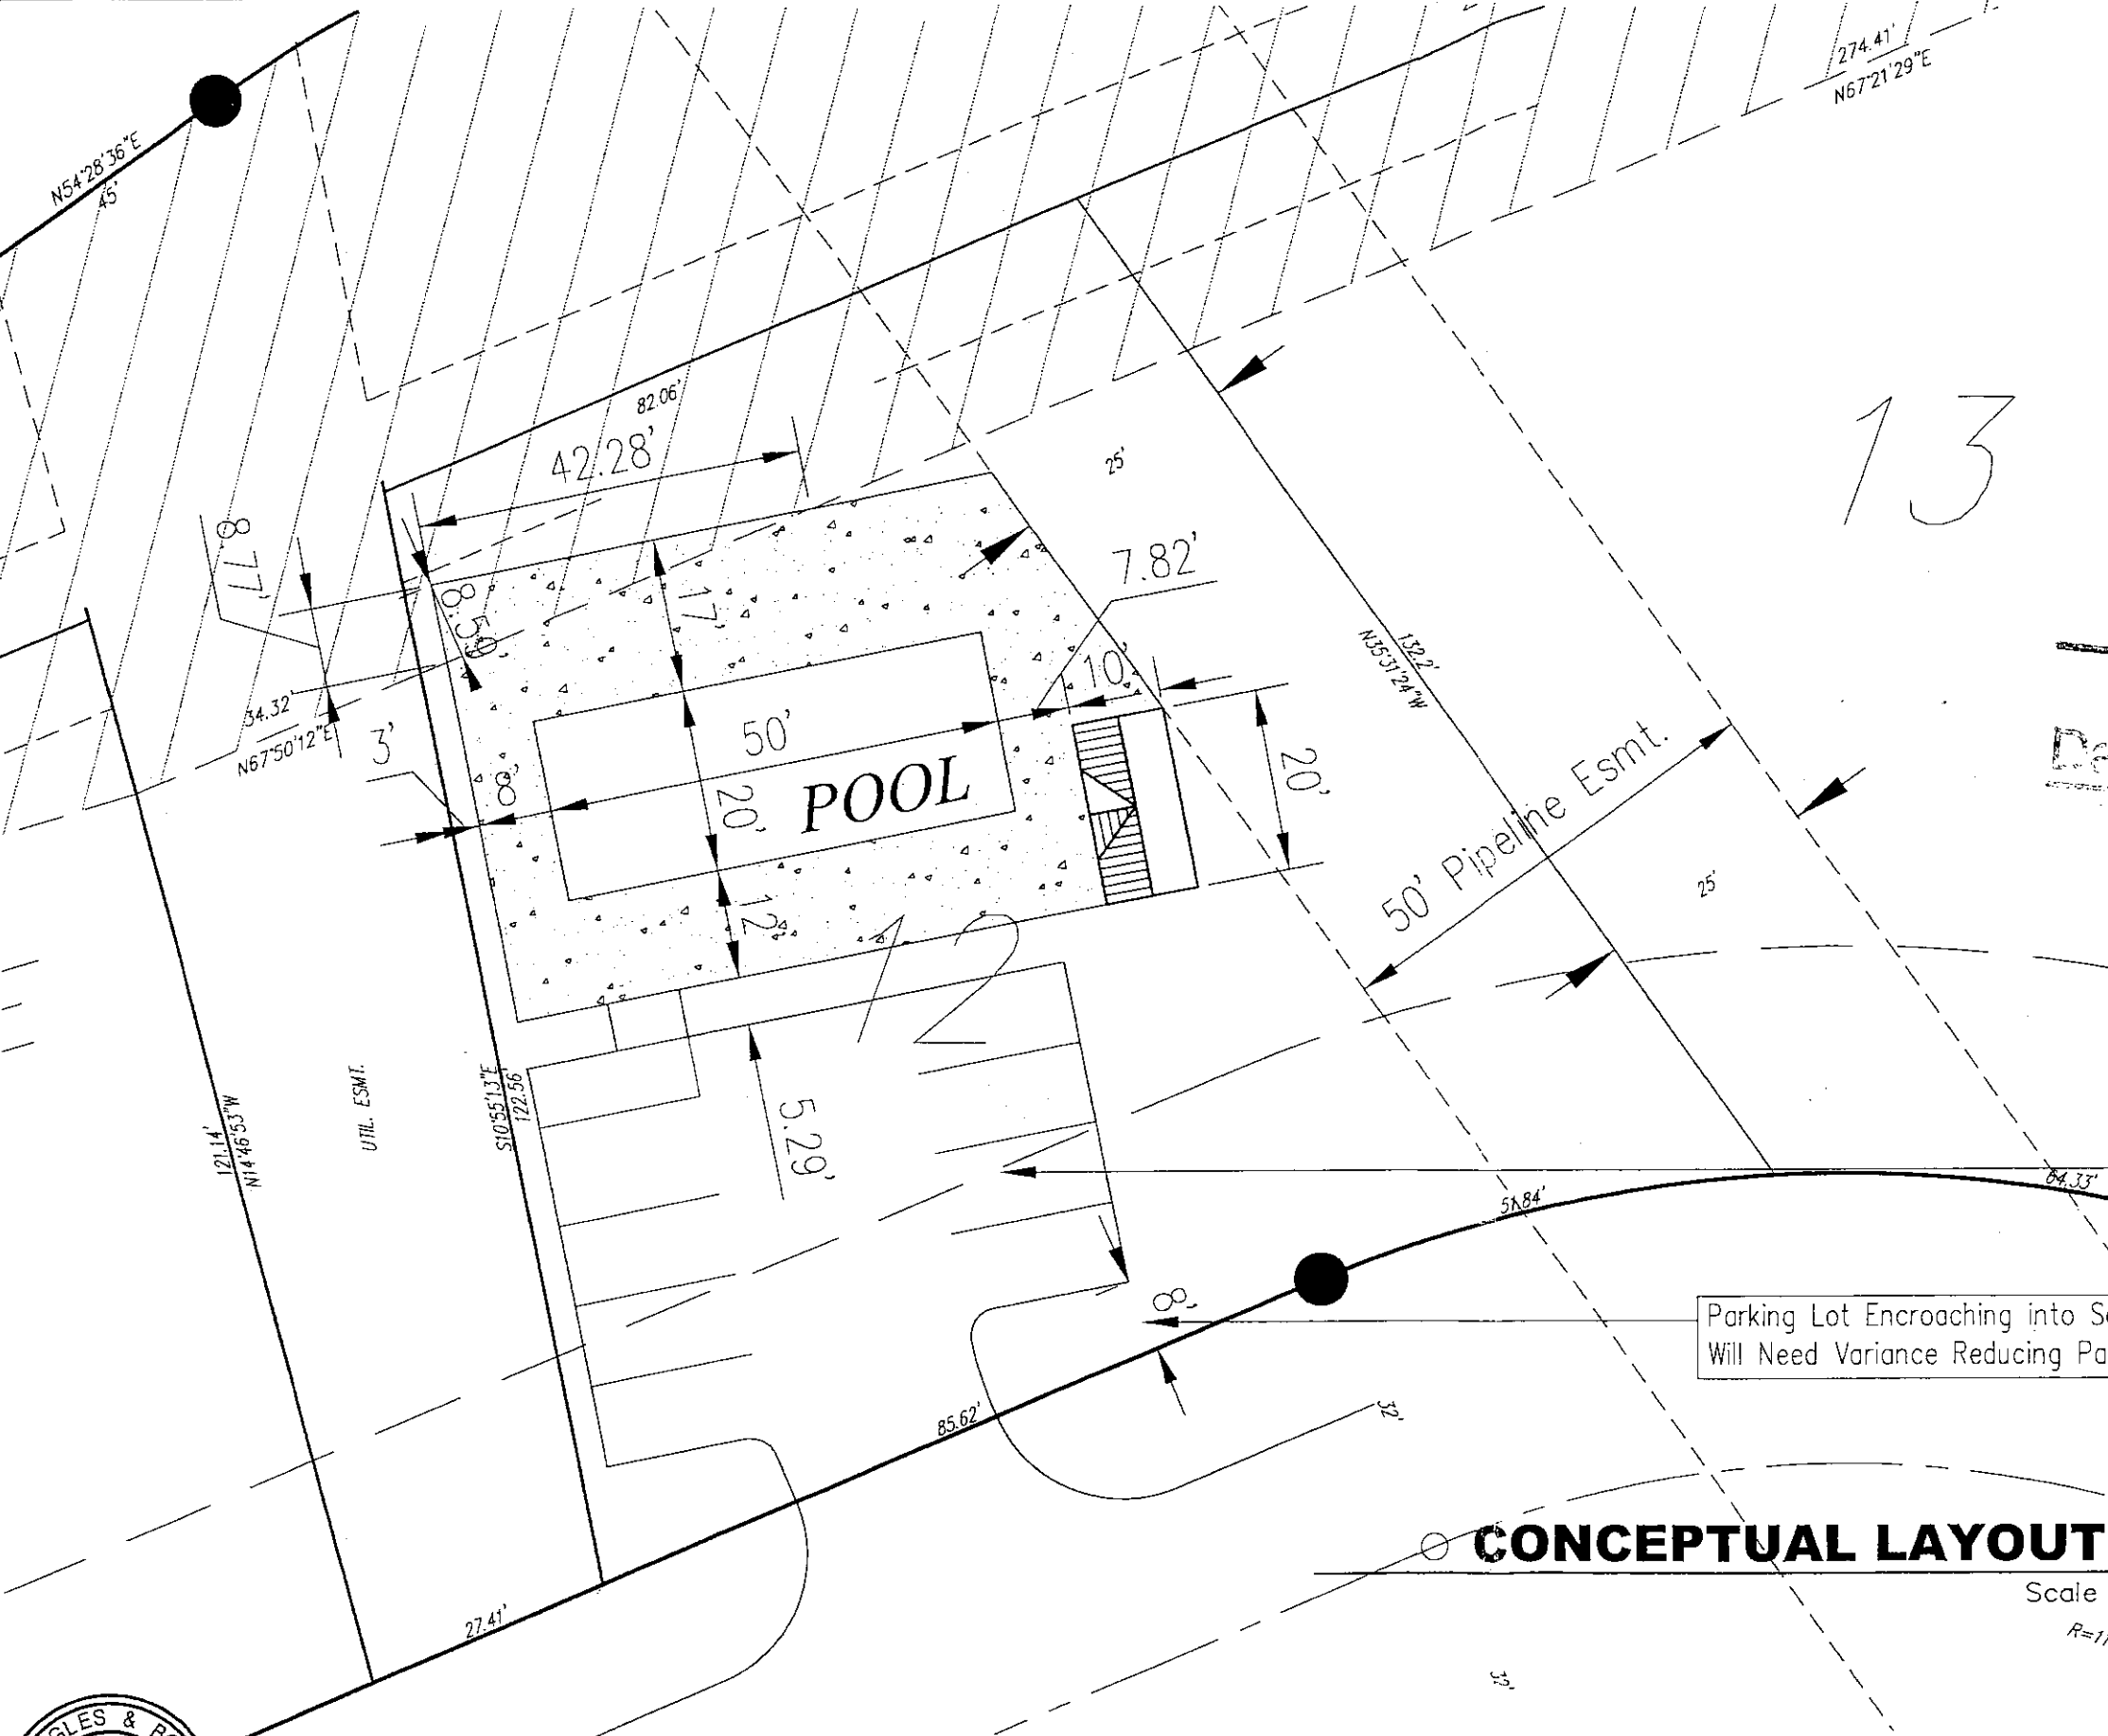 274.41'
N67°21'29"E
N54°28'36"E
45'
82.06'
42.28'
13
25'
8.77'
7.82'
8.59'
17'
132.2'
N35°31'24"W
10'
34.32'
N67°50'12"E
3'
8'
50'
POOL
20'
20'
50' Pipeline Esmt.
12'
12
25'
UTIL. ESMT.
S10°55'13"E
122.56'
121.14'
N14°46'53"W
5.29'
51.84'
64.33'
8'
Parking Lot Encroaching into
Will Need Variance Reducing
85.62'
32'
CONCEPTUAL LAYOUT
Scale
27.41'
32'